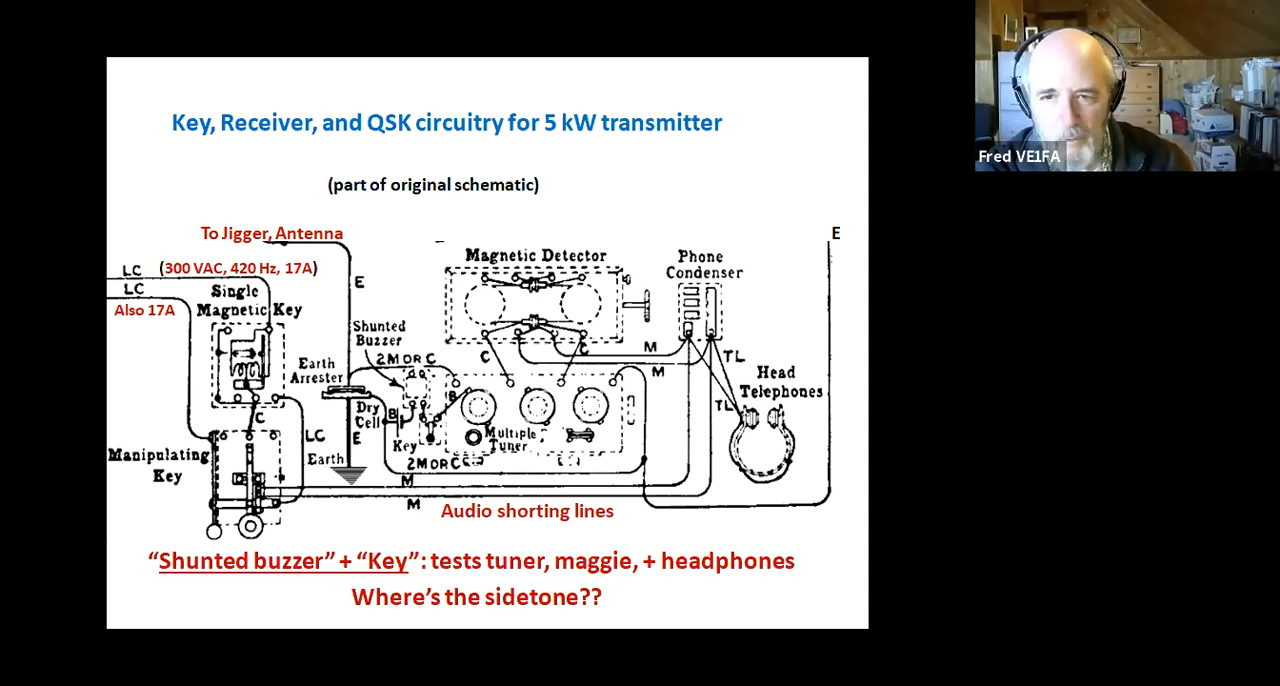 Key, Receiver, and QSK circuitry for 5 kW transmitter
(part of original schematic)
Fred VE1FA
To Jigger, Antenna
E
LC
(300 VAC, 420 Hz, 17A)
LC
Also 17A
Single
Magnetic Key
E
Magnetic Detector
Phone
Condenser
Shunted
Buzzer
2 M OR C
Earth
Arrester
C
C
M
M
TL
TL
Head
Telephones
B
B
Dry
Cell
Key
E
Multiple
Tuner
C
LC
Earth
2 M OR C
Manipulating
Key
M
M
Audio shorting lines
“Shunted buzzer” + “Key”: tests tuner, maggie, + headphones
Where’s the sidetone??